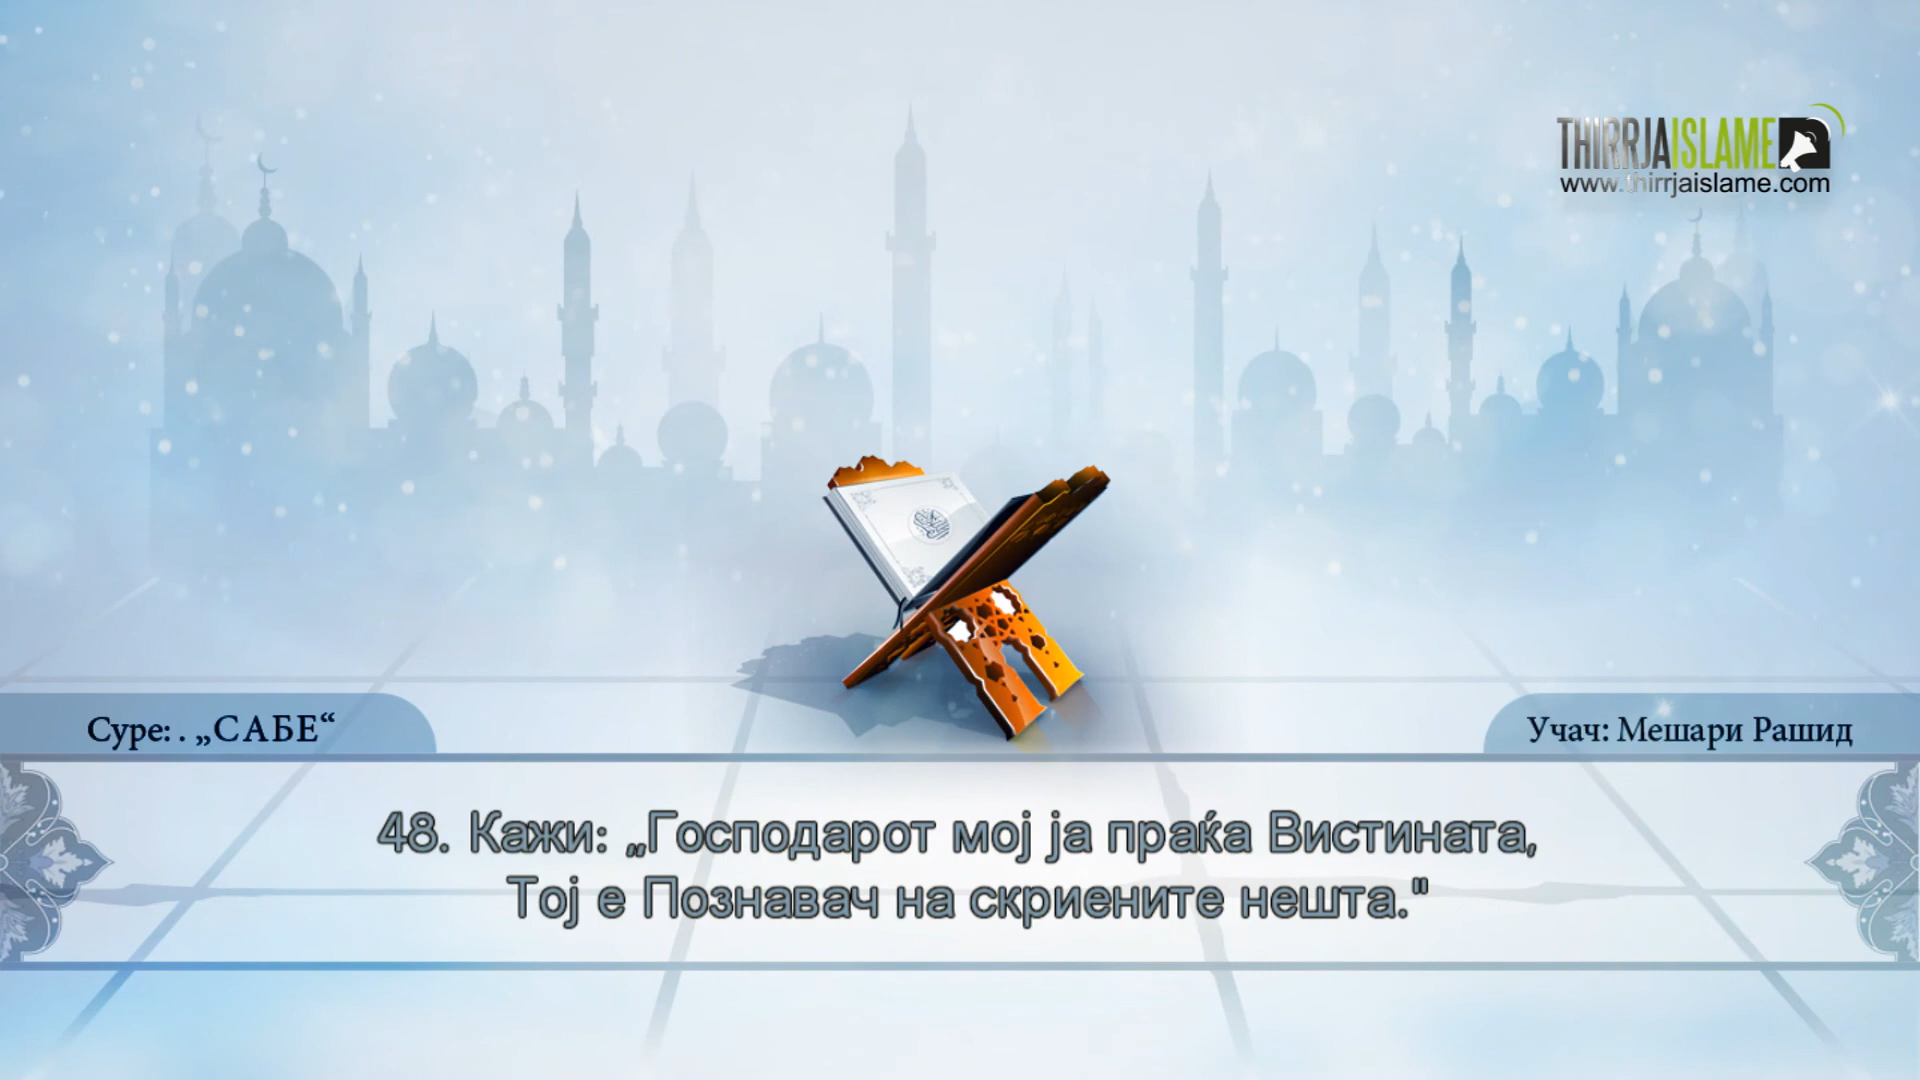 THIRRJAISLAME
www.thirrjaislame.com
Суре: . „САБЕ“
Учач: Мешари Рашид
48. Кажи: „Господарот мој ја праќа Вистината,
Тој е Познавач на скриените нешта."